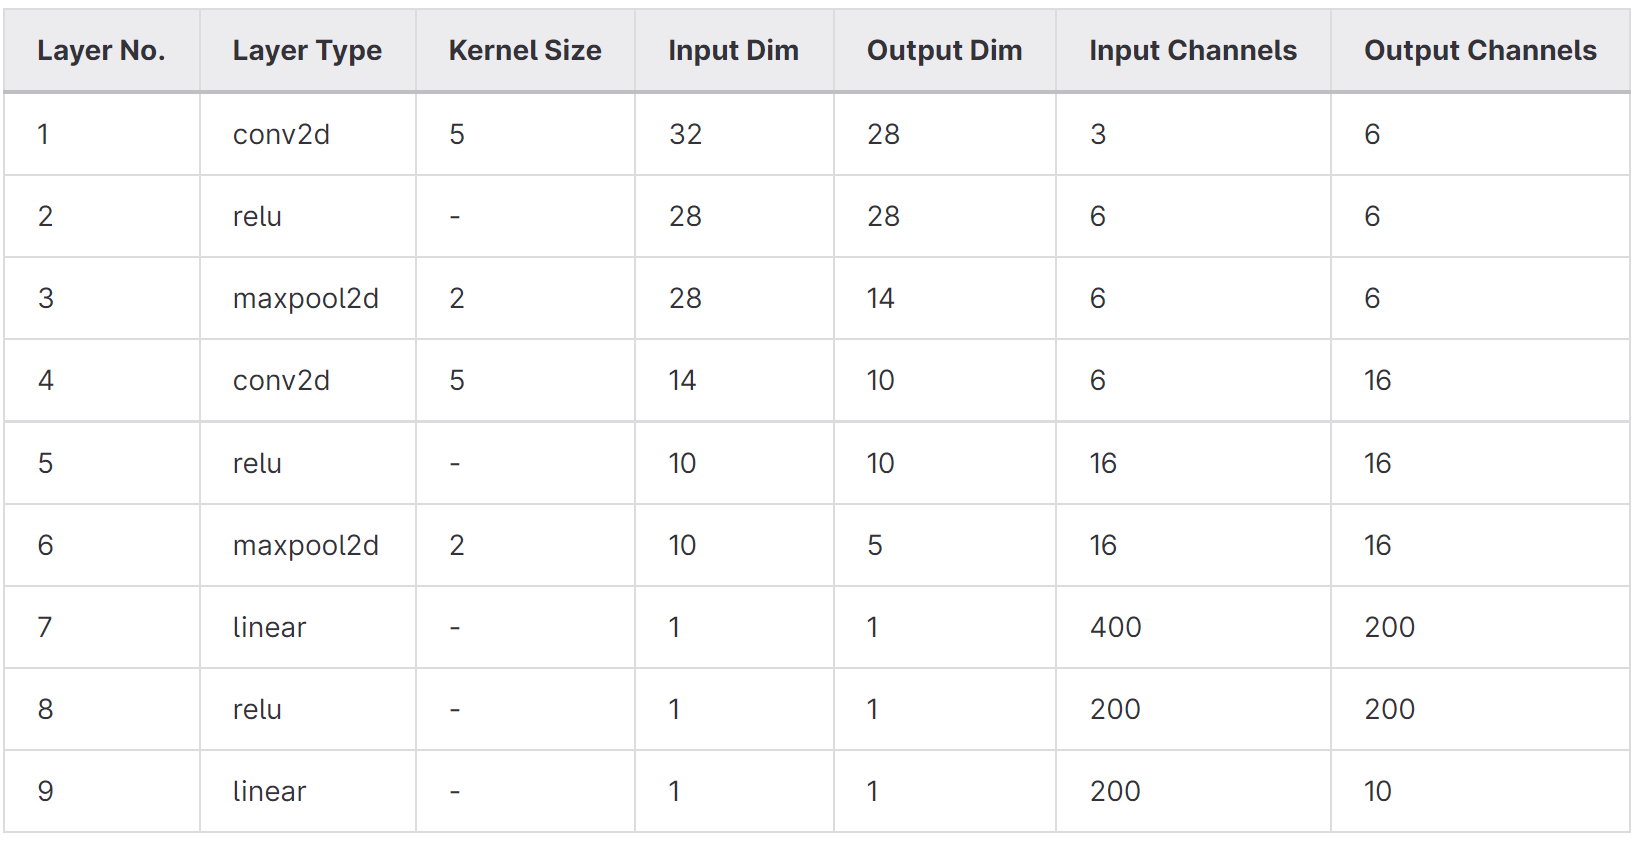 Layer No. Layer Type Kernel Size Input Dim Output Dim Input Channels Output Channels
1 conv2d 5 32 28 3 6
2 relu - 28 28 6 6
3 maxpool2d 2 28 14 6 6
4 conv2d 5 14 10 6 16
5 relu - 10 10 16 16
6 maxpool2d 2 10 5 16 16
7 linear - 1 1 400 200
8 relu - 1 1 200 200
9 linear - 1 1 200 10